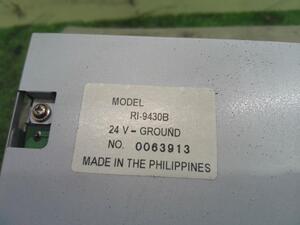 MODEL
RI-9430B
24 V - GROUND
NO. 0063913
MADE IN THE PHILIPPINES